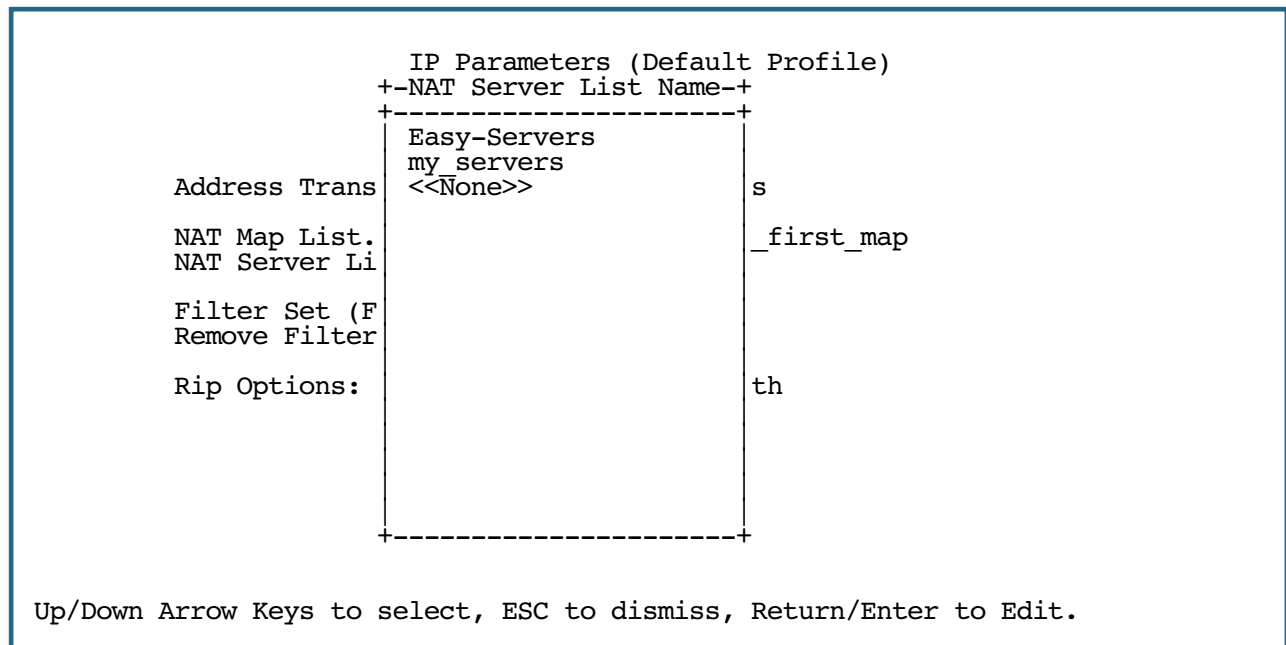 IP Parameters (Default Profile)
+-NAT Server List Name-+
+----------------------+
| Easy-Servers |
| my_servers |
Address Trans| <<None>> |s
NAT Map List.| |_first_map
NAT Server Li| |
Filter Set (F| |
Remove Filter| |
Rip Options: | |th
+----------------------+
Up/Down Arrow Keys to select, ESC to dismiss, Return/Enter to Edit.